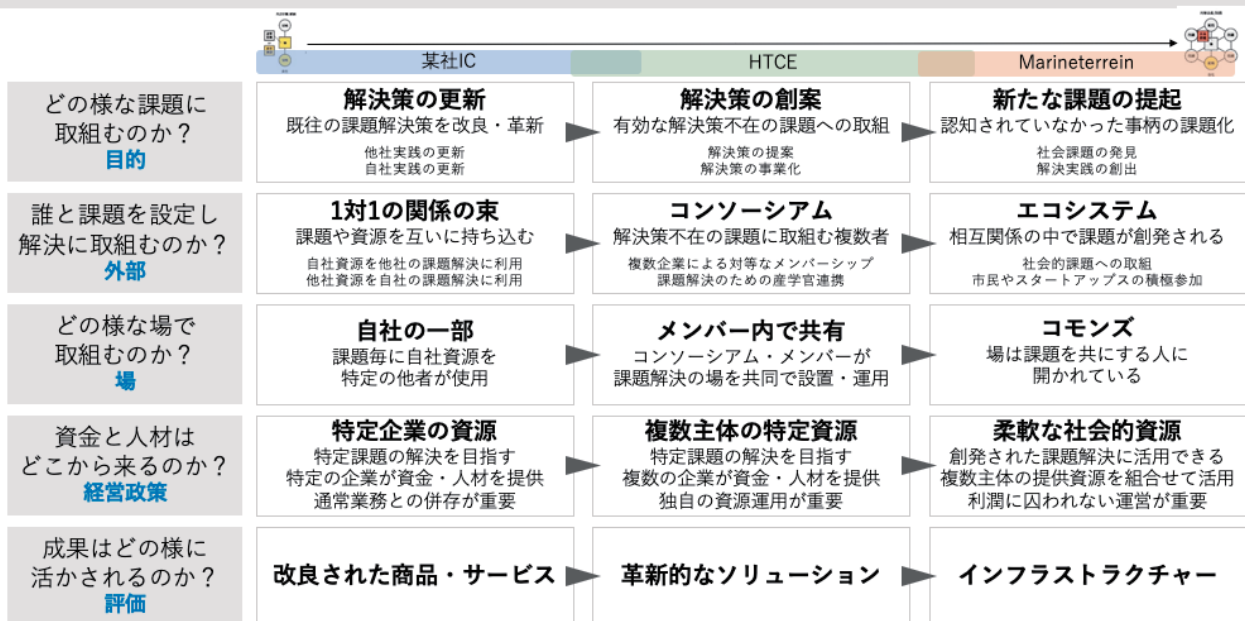 某社IC
HTCE
Marineterrein
どの様な課題に
取組むのか？
目的
解決策の更新
既往の課題解決策を改良・革新
他社実践の更新
自社実践の更新
解決策の創案
有効な解決策不在の課題への取組
解決策の提案
解決策の事業化
新たな課題の提起
認知されていなかった事柄の課題化
社会課題の発見
解決実践の創出
誰と課題を設定し
解決に取組むのか？
外部
1対1の関係の束
課題や資源を互いに持ち込む
自社資源を他社の課題解決に利用
他社資源を自社の課題解決に利用
コンソーシアム
解決策不在の課題に取組む複数者
複数企業による対等なメンバーシップ
課題解決のための産学官連携
エコシステム
相互関係の中で課題が創発される
社会的課題への取組
市民やスタートアップスの積極参加
どの様な場で
取組むのか？
場
自社の一部
課題毎に自社資源を
特定の他者が使用
メンバー内で共有
コンソーシアム・メンバーが
課題解決の場を共同で設置・運用
コモンズ
場は課題を共にする人に
開かれている
資金と人材は
どこから来るのか？
経営政策
特定企業の資源
特定課題の解決を目指す
特定の企業が資金・人材を提供
通常業務との併存が重要
複数主体の特定資源
特定課題の解決を目指す
複数の企業が資金・人材を提供
独自の資源運用が重要
柔軟な社会的資源
創発された課題解決に活用できる
複数主体の提供資源を組合せて活用
利潤に囚われない運営が重要
成果はどの様に
活かされるのか？
評価
改良された商品・サービス
革新的なソリューション
インフラストラクチャー